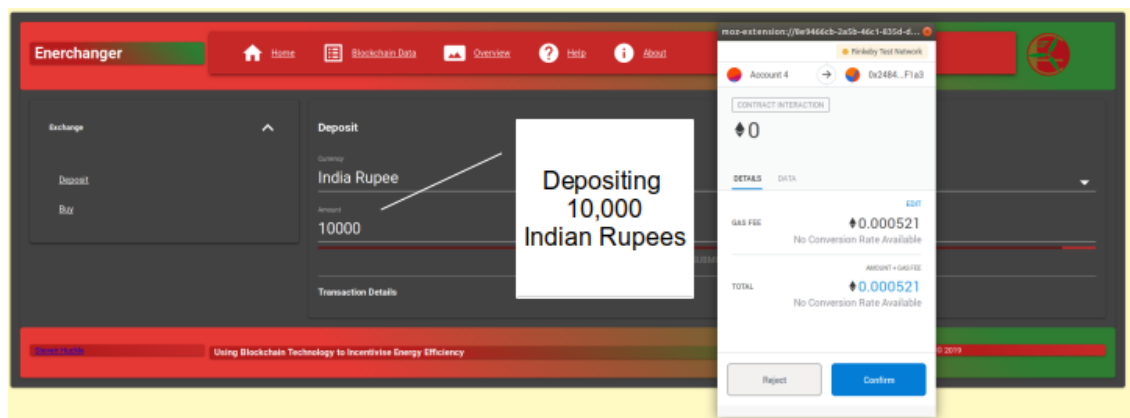 Enerchanger
Home
Blockchain Data
Overview
Help
About
Exchange
Deposit
Buy
Deposit
Currency
India Rupee
Amount
10000
Transaction Details
Depositing
10,000
Indian Rupees
Using Blockchain Technology to Incentivise Energy Efficiency
© 2019
Rinkeby Test Network
Account 4
0x2484...F1a3
CONTRACT INTERACTION
0
DETAILS DATA
EDIT
GAS FEE 0.000521
No Conversion Rate Available
AMOUNT + GAS FEE
TOTAL 0.000521
No Conversion Rate Available
Reject Confirm